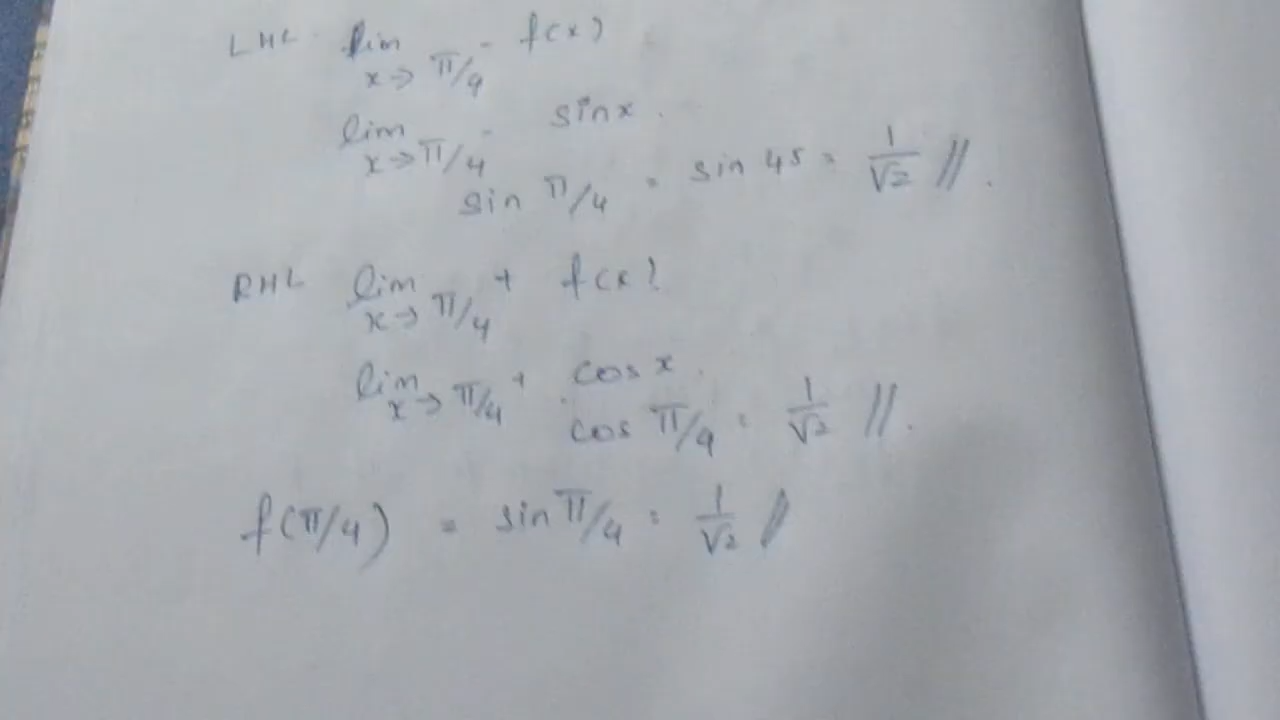 LHL lim x→π/4⁻ f(x)
lim x→π/4⁻ sinx.
sin π/4 = sin 45 = 1/√2 //.
RHL lim x→π/4⁺ f(x)
lim x→π/4⁺ cosx.
cos π/4 = 1/√2 //.
f(π/4) = sin π/4 = 1/√2 //